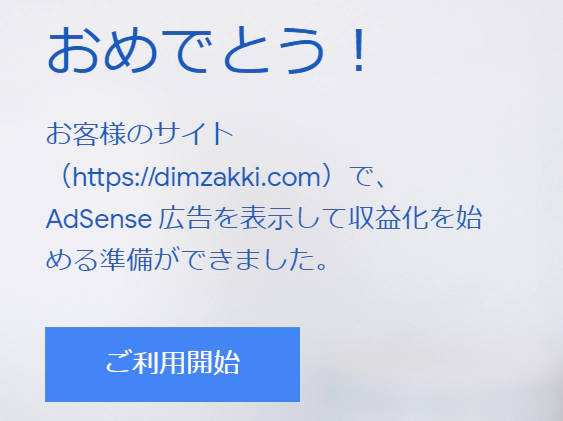 おめでとう！
お客様のサイト
（https://dimzakki.com）で、
AdSense 広告を表示して収益化を始
める準備ができました。
ご利用開始